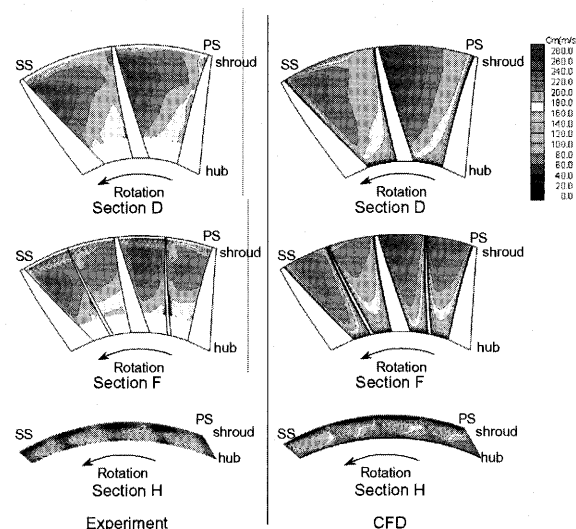 SS
PS
shroud
hub
Rotation
Section D
SS
PS
shroud
hub
Rotation
Section F
SS
PS
shroud
hub
Rotation
Section H
Experiment
SS
PS
shroud
hub
Rotation
Section D
SS
PS
shroud
hub
Rotation
Section F
SS
PS
shroud
hub
Rotation
Section H
CFD
Cm(m/s
280.0
260.0
240.0
220.0
200.0
180.0
160.0
140.0
120.0
100.0
80.0
60.0
40.0
20.0
0.0